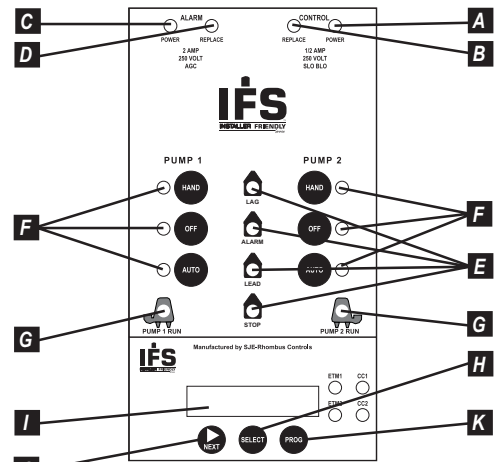 C ALARM CONTROL A
POWER REPLACE REPLACE POWER
D B
2 AMP 1/2 AMP
250 VOLT 250 VOLT
AGC SLO BLO
IFS
INSTALLER FRIENDLY
PUMP 1 PUMP 2
HAND HAND
LAG
F OFF OFF F
ALARM
AUTO AUTO E
LEAD
G STOP G
PUMP 1 RUN PUMP 2 RUN
IFS Manufactured by SJE-Rhombus Controls H
ETM1 CC1
I ETM2 CC2 K
NEXT SELECT PROG